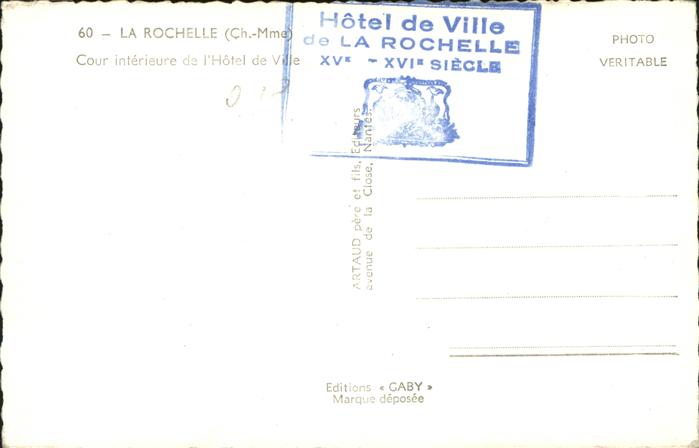 60 — LA ROCHELLE (Ch.-Mme)
Cour intérieure de l'Hôtel de Ville
Hôtel de Ville
de LA ROCHELLE
XVE - XVIE SIÈCLE
PHOTO
VERITABLE
ARTAUD père et fils, Editeurs
avenue de la Close, Nantes.
Editions « GABY »
Marque déposée